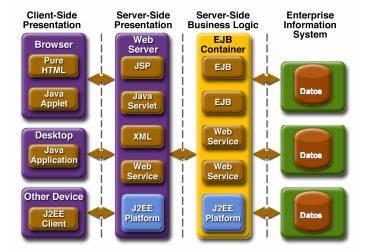 Client-Side
Presentation
Server-Side
Presentation
Server-Side
Business Logic
Enterprise
Information
System
Browser
Pure
HTML
Java
Applet
Desktop
Java
Application
Other Device
J2EE
Client
Web
Server
JSP
Java
Servlet
XML
Web
Service
J2EE
Platform
EJB
Container
EJB
EJB
Web
Service
Web
Service
J2EE
Platform
Datos
Datos
Datos